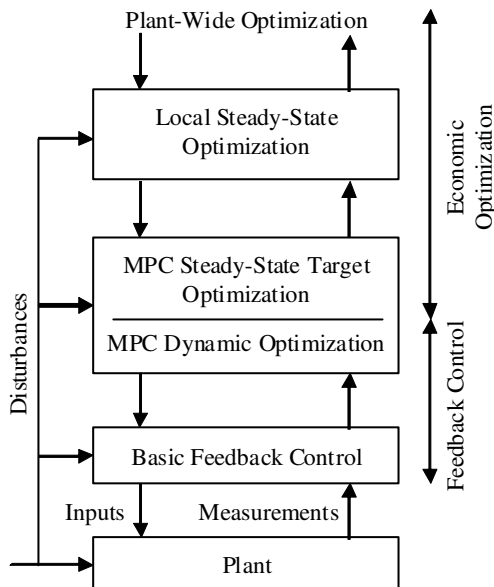 Plant-Wide Optimization
Local Steady-State
Optimization
MPC Steady-State Target
Optimization
MPC Dynamic Optimization
Basic Feedback Control
Inputs
Measurements
Plant
Disturbances
Economic
Optimization
Feedback Control